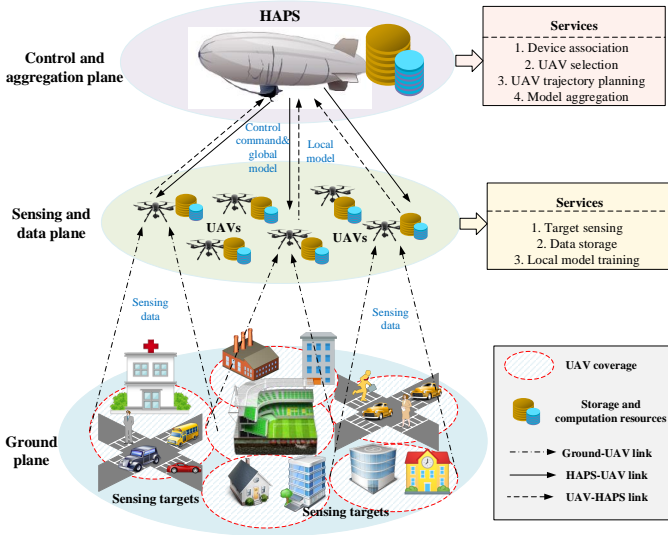 HAPS
Control and
aggregation plane
Services
1. Device association
2. UAV selection
3. UAV trajectory planning
4. Model aggregation
Control
command&
global
model
Local
model
Sensing and
data plane
UAVs
UAVs
Services
1. Target sensing
2. Data storage
3. Local model training
Sensing
data
Sensing
data
Ground
plane
Sensing targets
Sensing targets
UAV coverage
Storage and
computation resources
Ground-UAV link
HAPS-UAV link
UAV-HAPS link